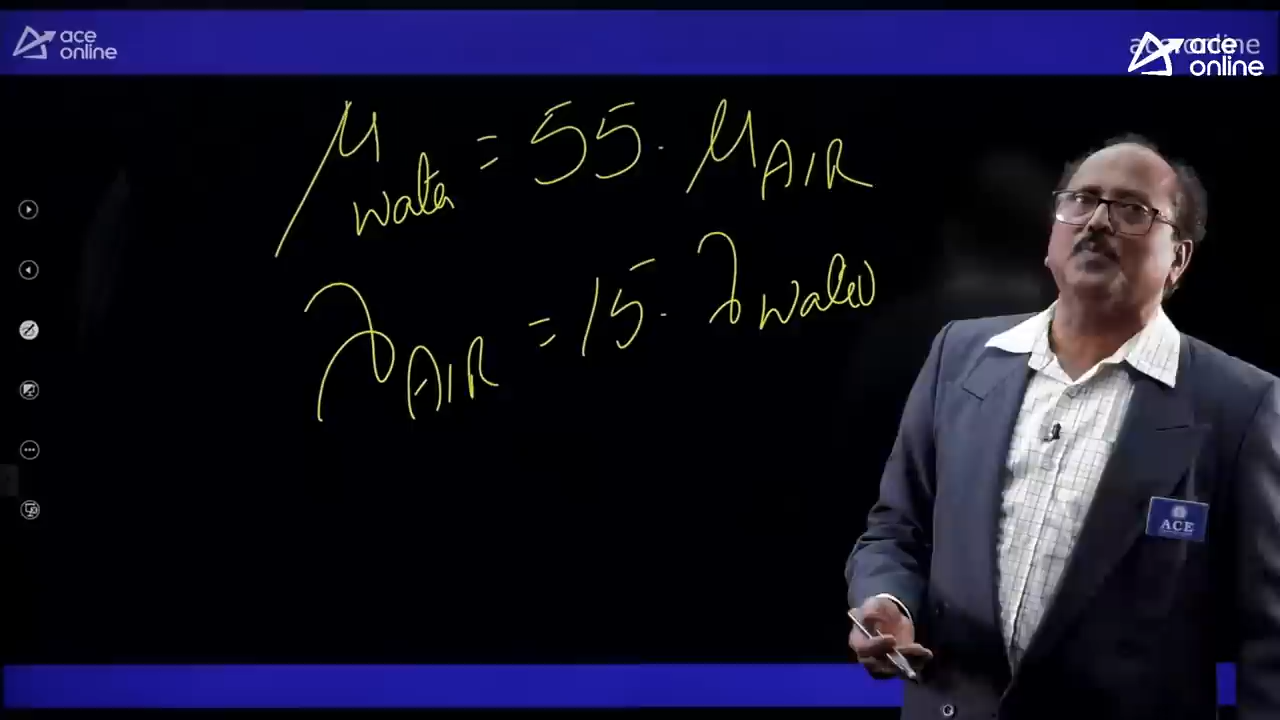 ace
online
ace
online
μ water = 55. μ AIR
ν AIR = 15. ν water
ACE